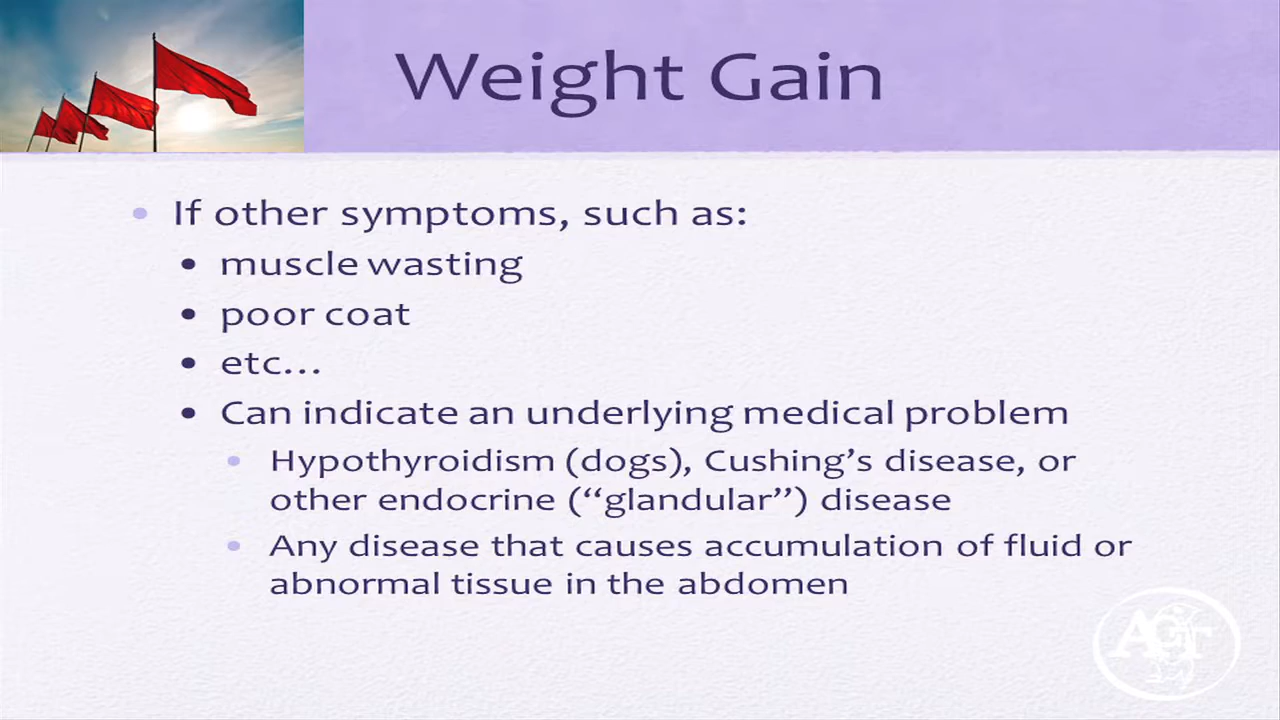 Weight Gain
• If other symptoms, such as:
• muscle wasting
• poor coat
• etc...
• Can indicate an underlying medical problem
• Hypothyroidism (dogs), Cushing’s disease, or
other endocrine (“glandular”) disease
• Any disease that causes accumulation of fluid or
abnormal tissue in the abdomen
AGT